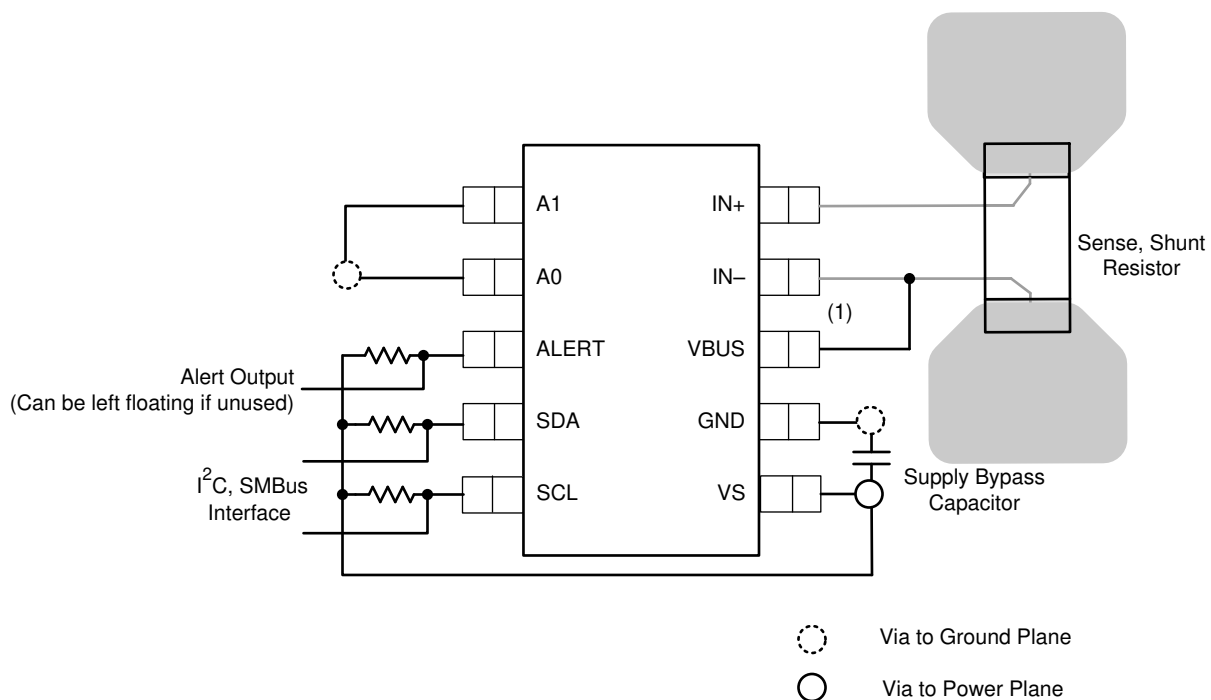 A1
IN+
Sense, Shunt
Resistor
A0
IN–
(1)
ALERT
VBUS
Alert Output
(Can be left floating if unused)
SDA
GND
I2C, SMBus
Interface
SCL
VS
Supply Bypass
Capacitor
Via to Ground Plane
Via to Power Plane